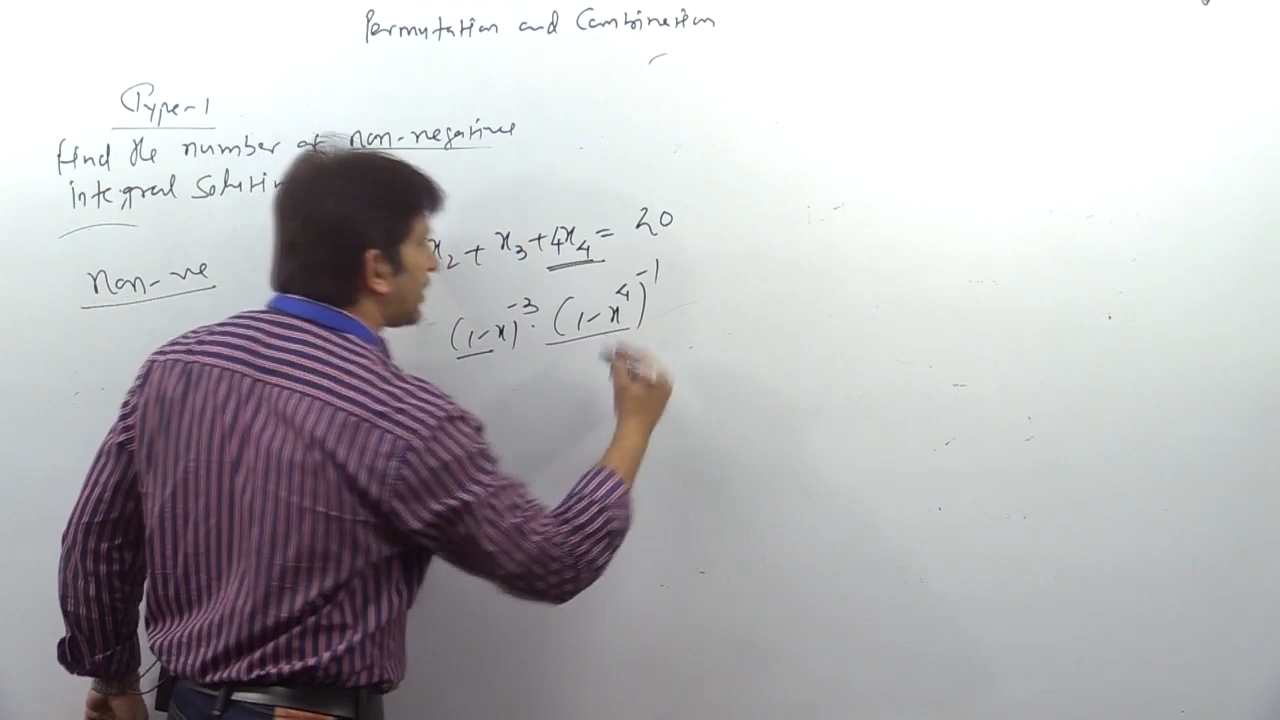 Permutation and Combination
Type-1
Find the number of non-negative
integral soluti
non-ve
x₂ + x₃ + 4x₄ = 20
(1-x)⁻³ · (1-x⁴)⁻¹